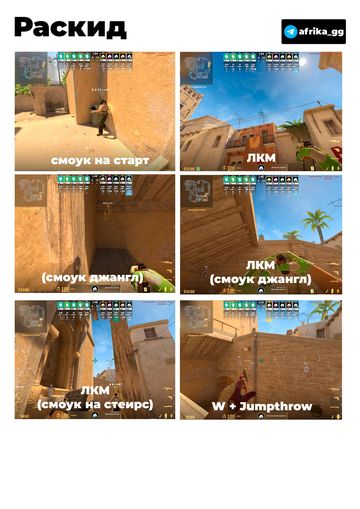 Раскид
afrika_gg
смоук на старт
ЛКМ
(смоук джангл)
ЛКМ
(смоук джангл)
ЛКМ
(смоук на стеирс)
W + Jumpthrow